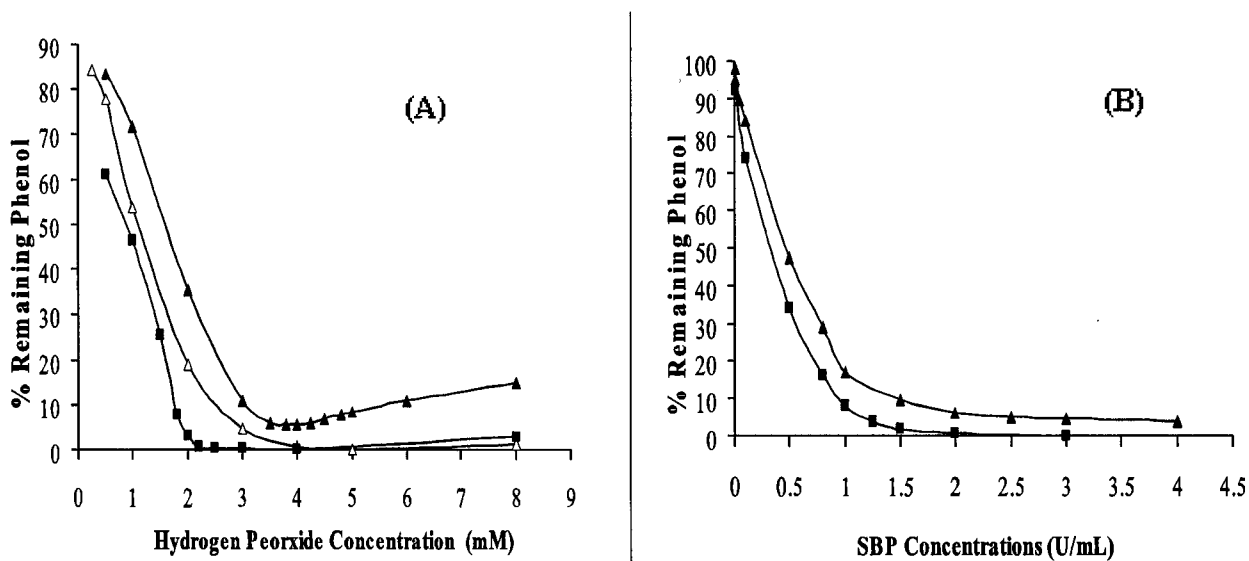 (A)
% Remaining Phenol
90
80
70
60
50
40
30
20
10
0
0 1 2 3 4 5 6 7 8 9
Hydrogen Peorxide Concentration (mM)
(B)
% Remaining Phenol
100
90
80
70
60
50
40
30
20
10
0
0 0.5 1 1.5 2 2.5 3 3.5 4 4.5
SBP Concentrations (U/mL)